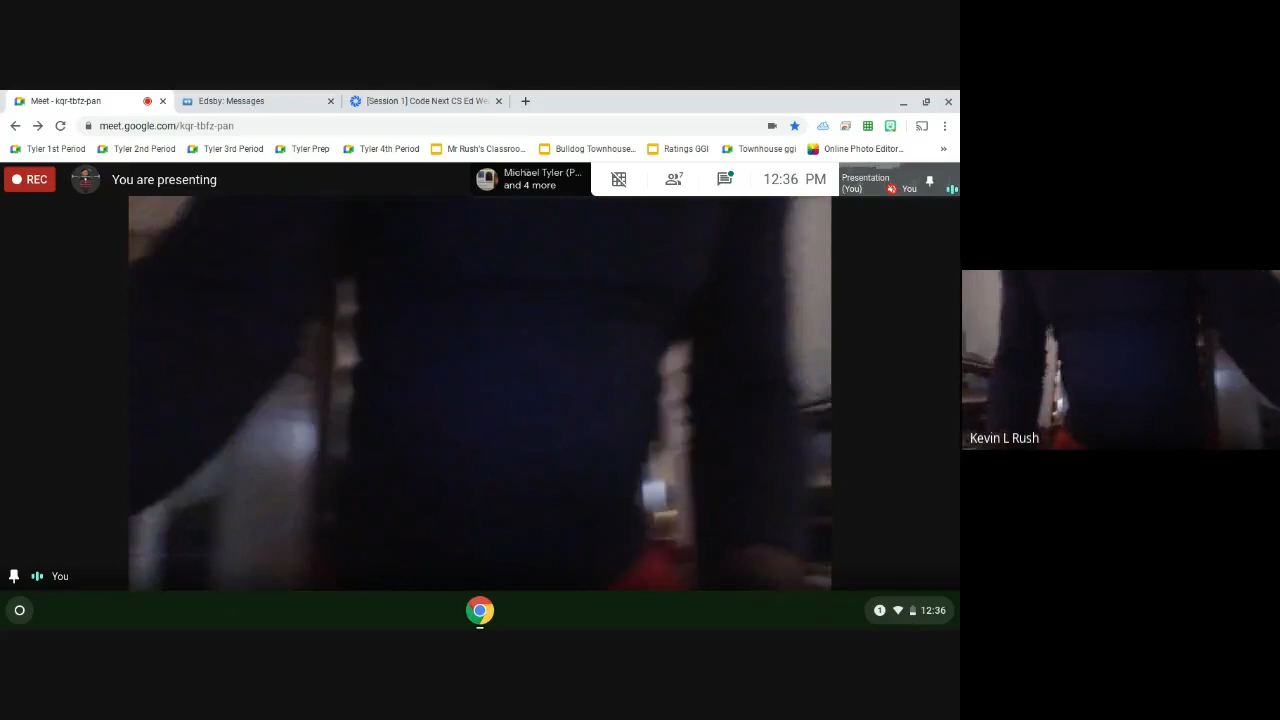 Meet - kqr-tbfz-pan
Edsby: Messages
[Session 1] Code Next CS Ed We
meet.google.com/kqr-tbfz-pan
Tyler 1st Period
Tyler 2nd Period
Tyler 3rd Period
Tyler Prep
Tyler 4th Period
Mr Rush's Classroo...
Bulldog Townhouse...
Ratings GGI
Townhouse ggi
Online Photo Editor...
»
REC
You are presenting
Michael Tyler (P...
and 4 more
7
12:36 PM
Presentation
(You)
You
Kevin L Rush
You
1
12:36